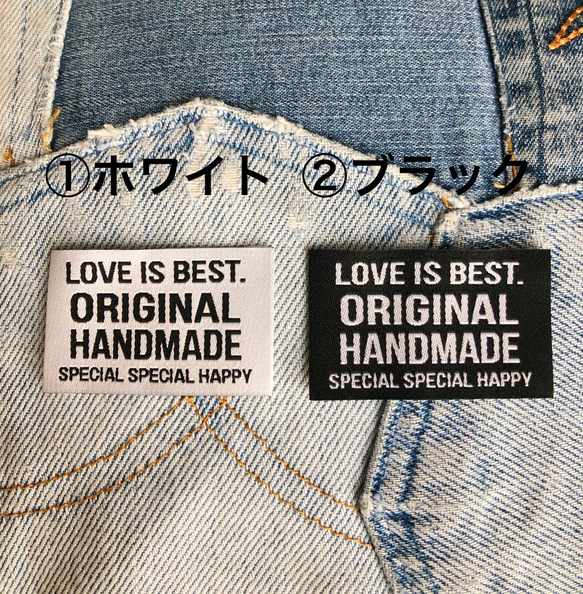 ①ホワイト ②ブラック
LOVE IS BEST.
ORIGINAL
HANDMADE
SPECIAL SPECIAL HAPPY
LOVE IS BEST.
ORIGINAL
HANDMADE
SPECIAL SPECIAL HAPPY